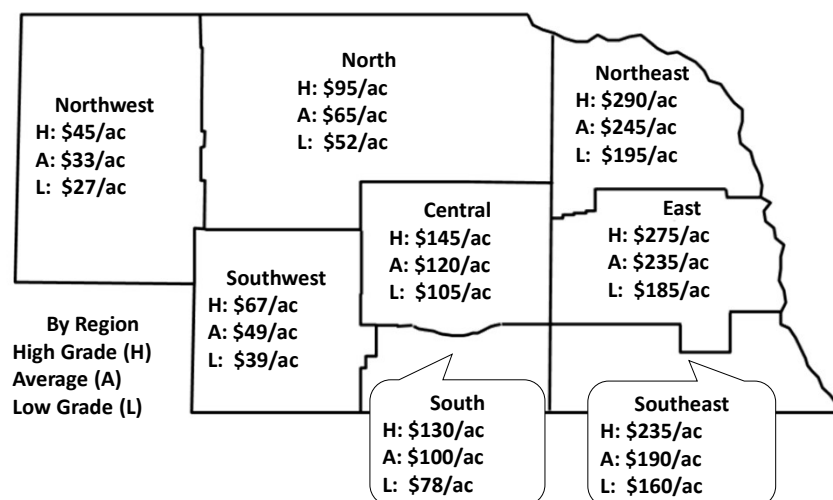 North
H: $95/ac
A: $65/ac
L: $52/ac
Northeast
H: $290/ac
A: $245/ac
L: $195/ac
Northwest
H: $45/ac
A: $33/ac
L: $27/ac
Central
H: $145/ac
A: $120/ac
L: $105/ac
East
H: $275/ac
A: $235/ac
L: $185/ac
Southwest
H: $67/ac
A: $49/ac
L: $39/ac
By Region
High Grade (H)
Average (A)
Low Grade (L)
South
H: $130/ac
A: $100/ac
L: $78/ac
Southeast
H: $235/ac
A: $190/ac
L: $160/ac